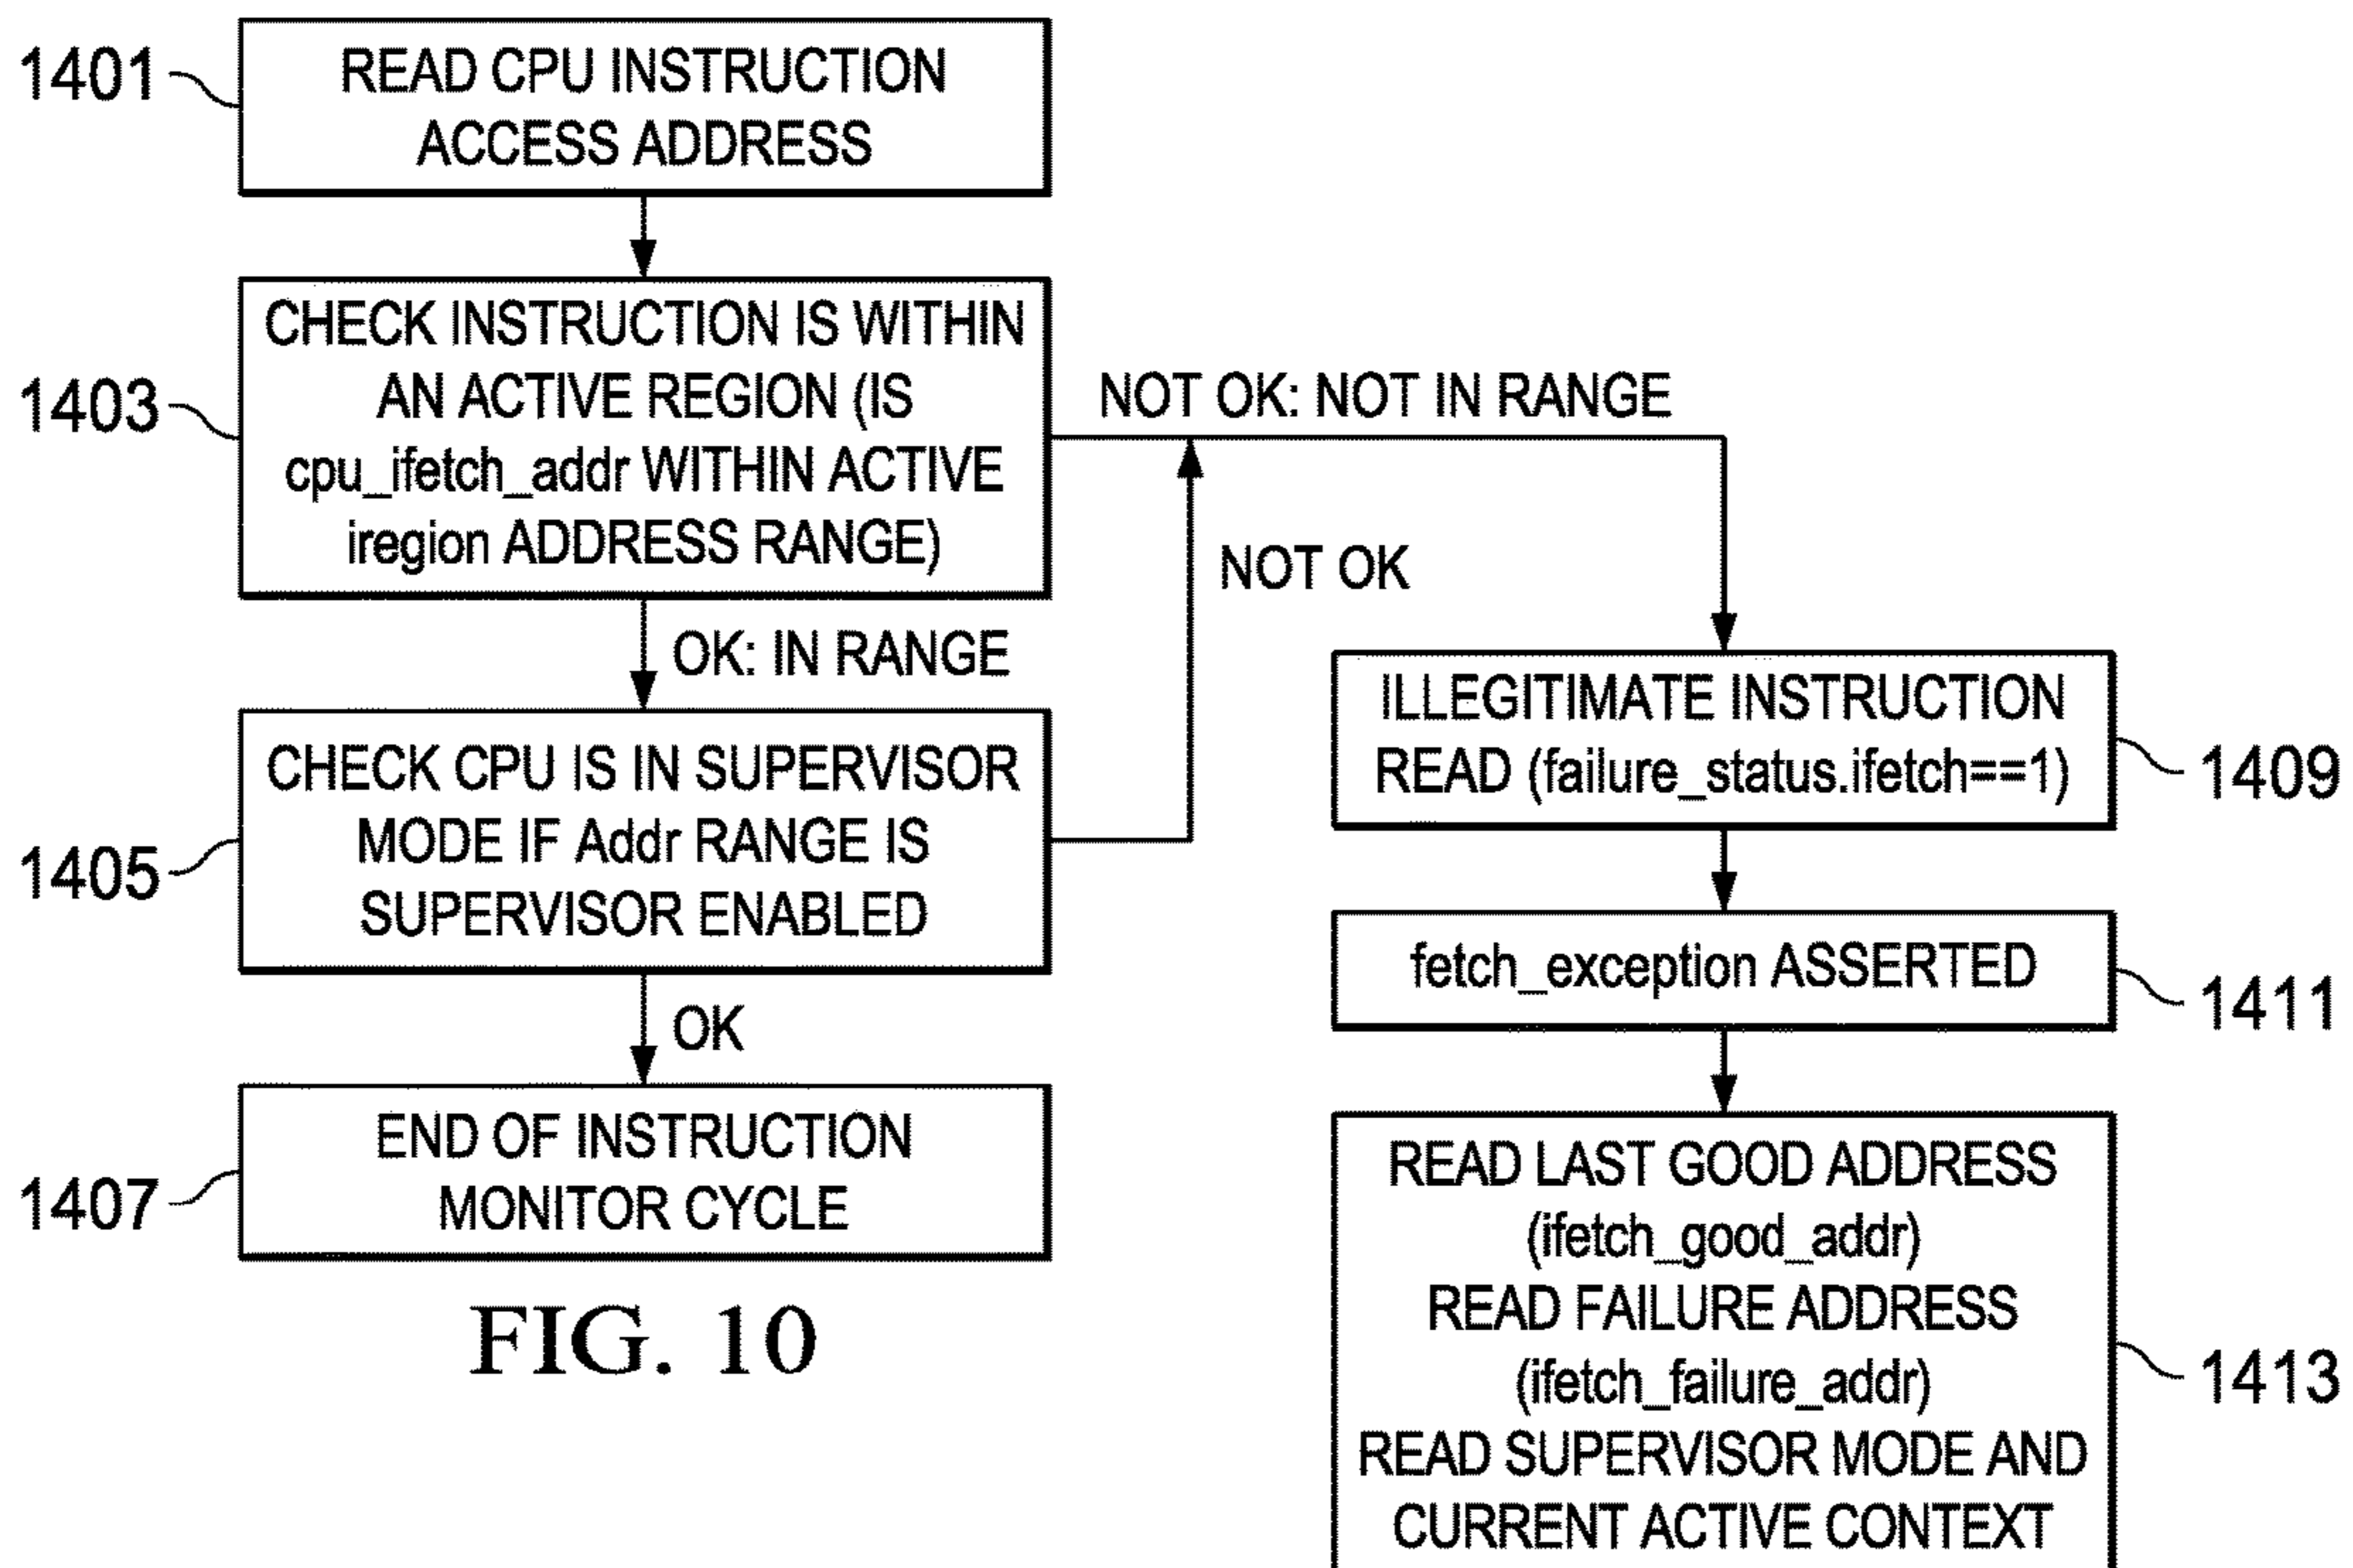 1401
READ CPU INSTRUCTION
ACCESS ADDRESS
1403
CHECK INSTRUCTION IS WITHIN
AN ACTIVE REGION (IS
cpu_ifetch_addr WITHIN ACTIVE
iregion ADDRESS RANGE)
NOT OK: NOT IN RANGE
NOT OK
OK: IN RANGE
1405
CHECK CPU IS IN SUPERVISOR
MODE IF Addr RANGE IS
SUPERVISOR ENABLED
OK
1407
END OF INSTRUCTION
MONITOR CYCLE
ILLEGITIMATE INSTRUCTION
READ (failure_status.ifetch==1)
1409
fetch_exception ASSERTED
1411
READ LAST GOOD ADDRESS
(ifetch_good_addr)
READ FAILURE ADDRESS
(ifetch_failure_addr)
READ SUPERVISOR MODE AND
CURRENT ACTIVE CONTEXT
1413
FIG. 10